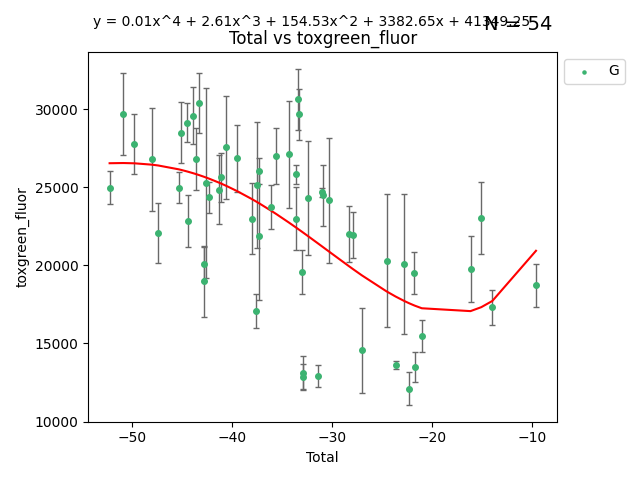 y = 0.01x^4 + 2.61x^3 + 154.53x^2 + 3382.65x + 41349.25
N = 54
Total vs toxgreen_fluor
G
30000
25000
20000
15000
10000
toxgreen_fluor
−50 −40 −30 −20 −10
Total